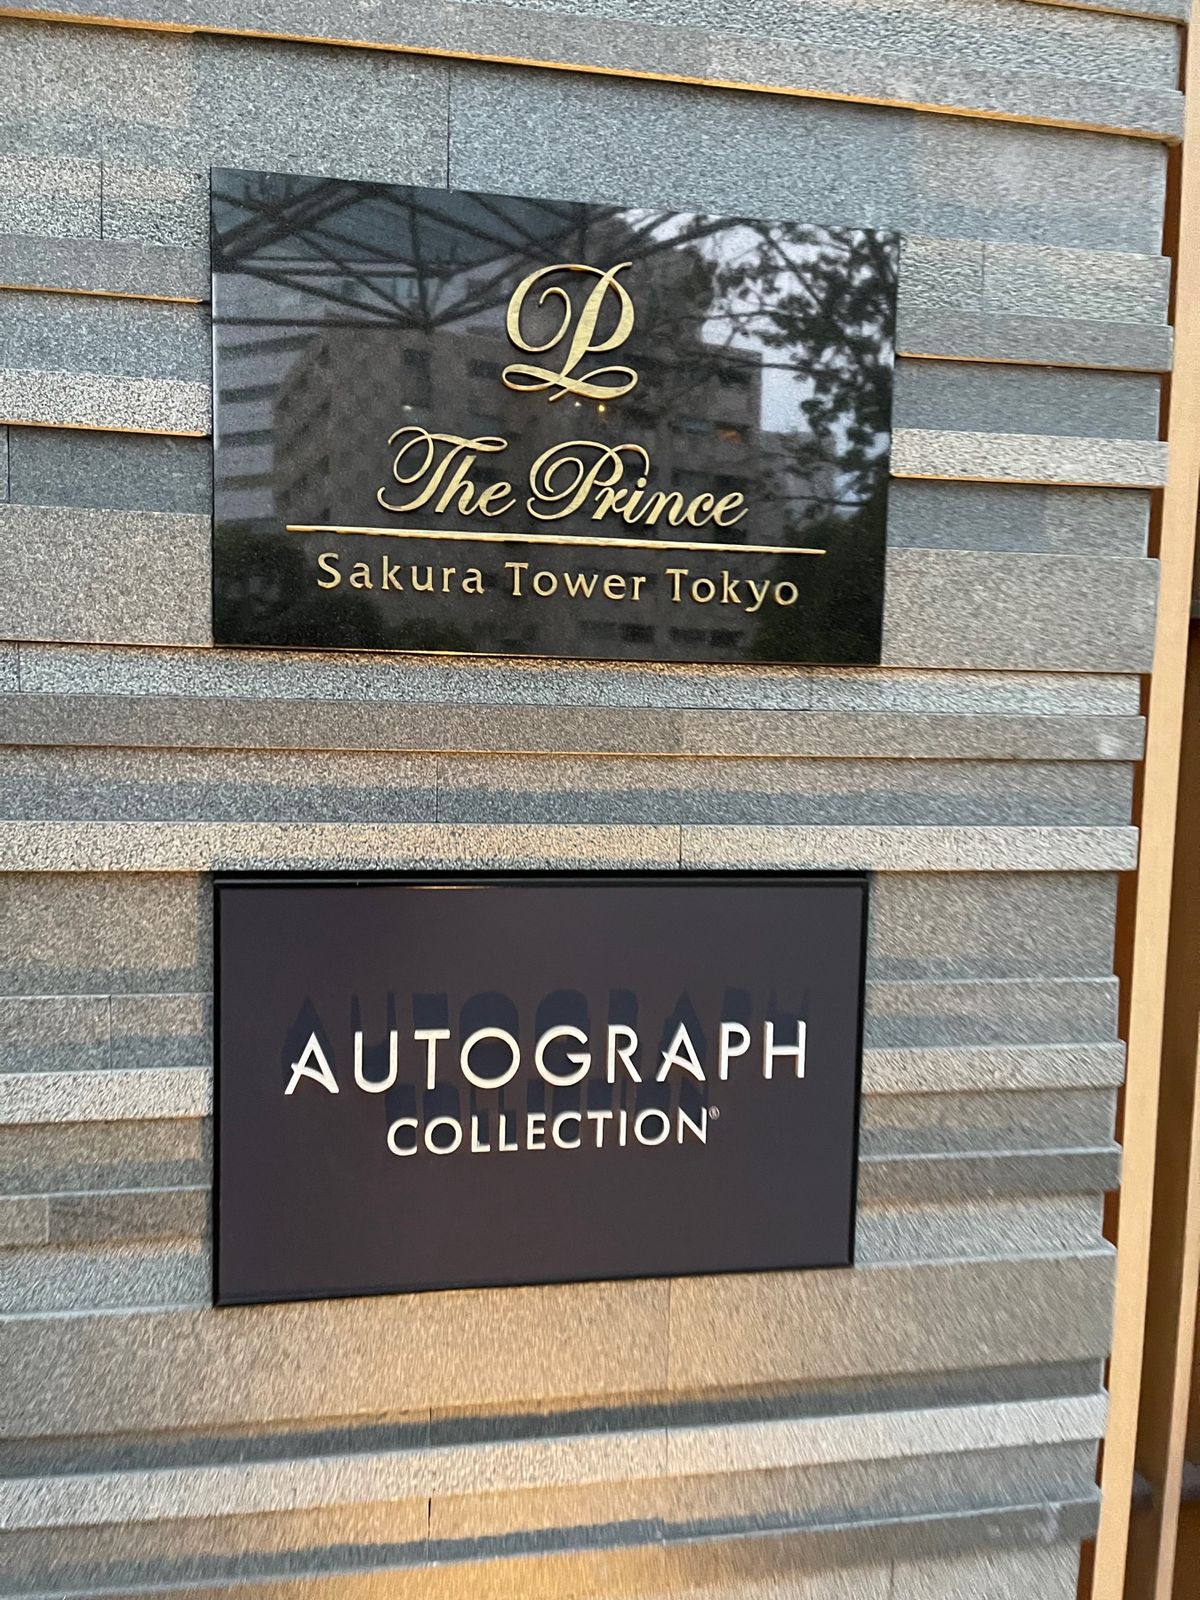 P
The Prince
Sakura Tower Tokyo
AUTOGRAPH
COLLECTION®